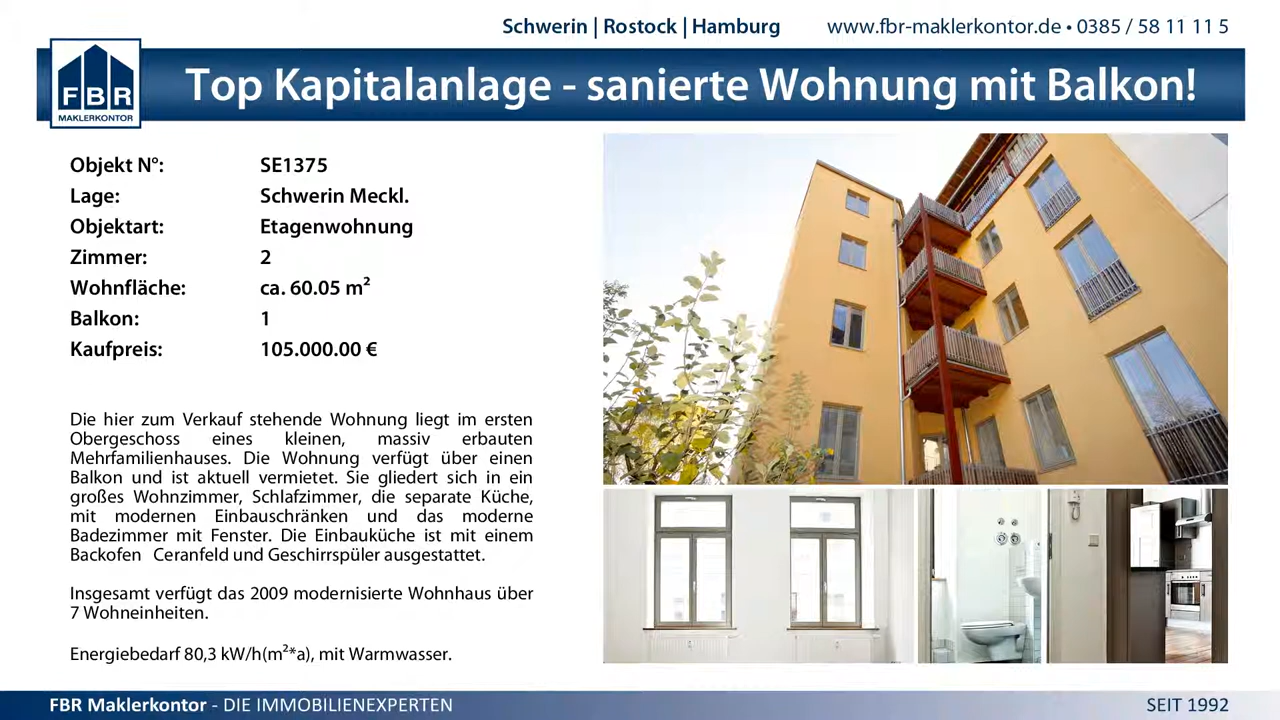 Schwerin | Rostock | Hamburg www.fbr-maklerkontor.de • 0385 / 58 11 11 5
FBR
MAKLERKONTOR
Top Kapitalanlage - sanierte Wohnung mit Balkon!
Objekt N°: SE1375
Lage: Schwerin Meckl.
Objektart: Etagenwohnung
Zimmer: 2
Wohnfläche: ca. 60.05 m²
Balkon: 1
Kaufpreis: 105.000.00 €
Die hier zum Verkauf stehende Wohnung liegt im ersten
Obergeschoss eines kleinen, massiv erbauten
Mehrfamilienhauses. Die Wohnung verfügt über einen
Balkon und ist aktuell vermietet. Sie gliedert sich in ein
großes Wohnzimmer, Schlafzimmer, die separate Küche,
mit modernen Einbauschränken und das moderne
Badezimmer mit Fenster. Die Einbauküche ist mit einem
Backofen Ceranfeld und Geschirrspüler ausgestattet.
Insgesamt verfügt das 2009 modernisierte Wohnhaus über
7 Wohneinheiten.
Energiebedarf 80,3 kW/h(m²*a), mit Warmwasser.
FBR Maklerkontor - DIE IMMOBILIENEXPERTEN SEIT 1992